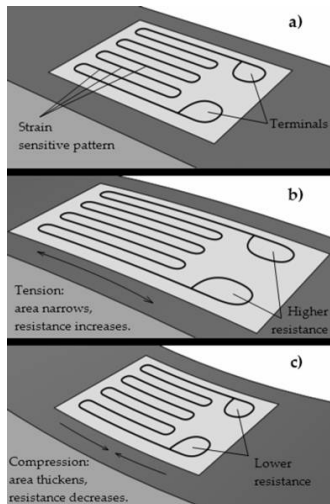 a)
Strain
sensitive pattern
Terminals
b)
Tension:
area narrows,
resistance increases.
Higher
resistance
c)
Compression:
area thickens,
resistance decreases.
Lower
resistance